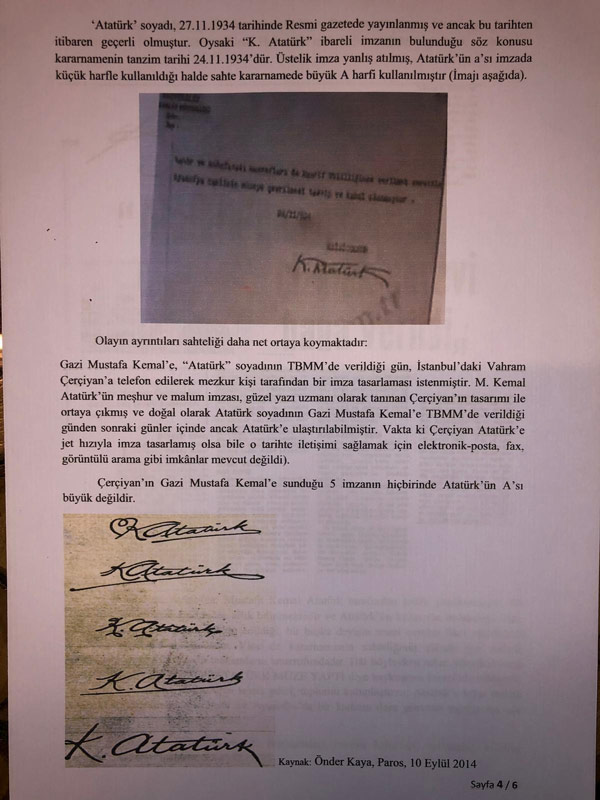 'Atatürk' soyadı, 27.11.1934 tarihinde Resmi gazetede yayınlanmış ve ancak bu tarihten
itibaren geçerli olmuştur. Oysaki "K. Atatürk" ibareli imzanın bulunduğu söz konusu
kararnamenin tanzim tarihi 24.11.1934'dür. Üstelik imza yanlış atılmış, Atatürk'ün a'sı imzada
küçük harfle kullanıldığı halde sahte kararnamede büyük A harfi kullanılmıştır (İmajı aşağıda).
24/11/934
K. Atatürk
Olayın ayrıntıları sahteliği daha net ortaya koymaktadır:
Gazi Mustafa Kemal'e, "Atatürk" soyadının TBMM'de verildiği gün, İstanbul'daki Vahram
Çerçiyan'a telefon edilerek mezkur kişi tarafından bir imza tasarlaması istenmiştir. M. Kemal
Atatürk'ün meşhur ve malum imzası, güzel yazı uzmanı olarak tanınan Çerçiyan'ın tasarımı ile
ortaya çıkmış ve doğal olarak Atatürk soyadının Gazi Mustafa Kemal'e TBMM'de verildiği
günden sonraki günler içinde ancak Atatürk'e ulaştırılabilmiştir. Vakta ki Çerçiyan Atatürk'e
jet hızıyla imza tasarlamış olsa bile o tarihte iletişimi sağlamak için elektronik-posta, fax,
görüntülü arama gibi imkânlar mevcut değildi).
Çerçiyan'ın Gazi Mustafa Kemal'e sunduğu 5 imzanın hiçbirinde Atatürk'ün A'sı
büyük değildir.
K Atatürk
K Atatürk
K. Atatürk
K. Atatürk
K. Atatürk
Kaynak: Önder Kaya, Paros, 10 Eylül 2014
Sayfa 4 / 6